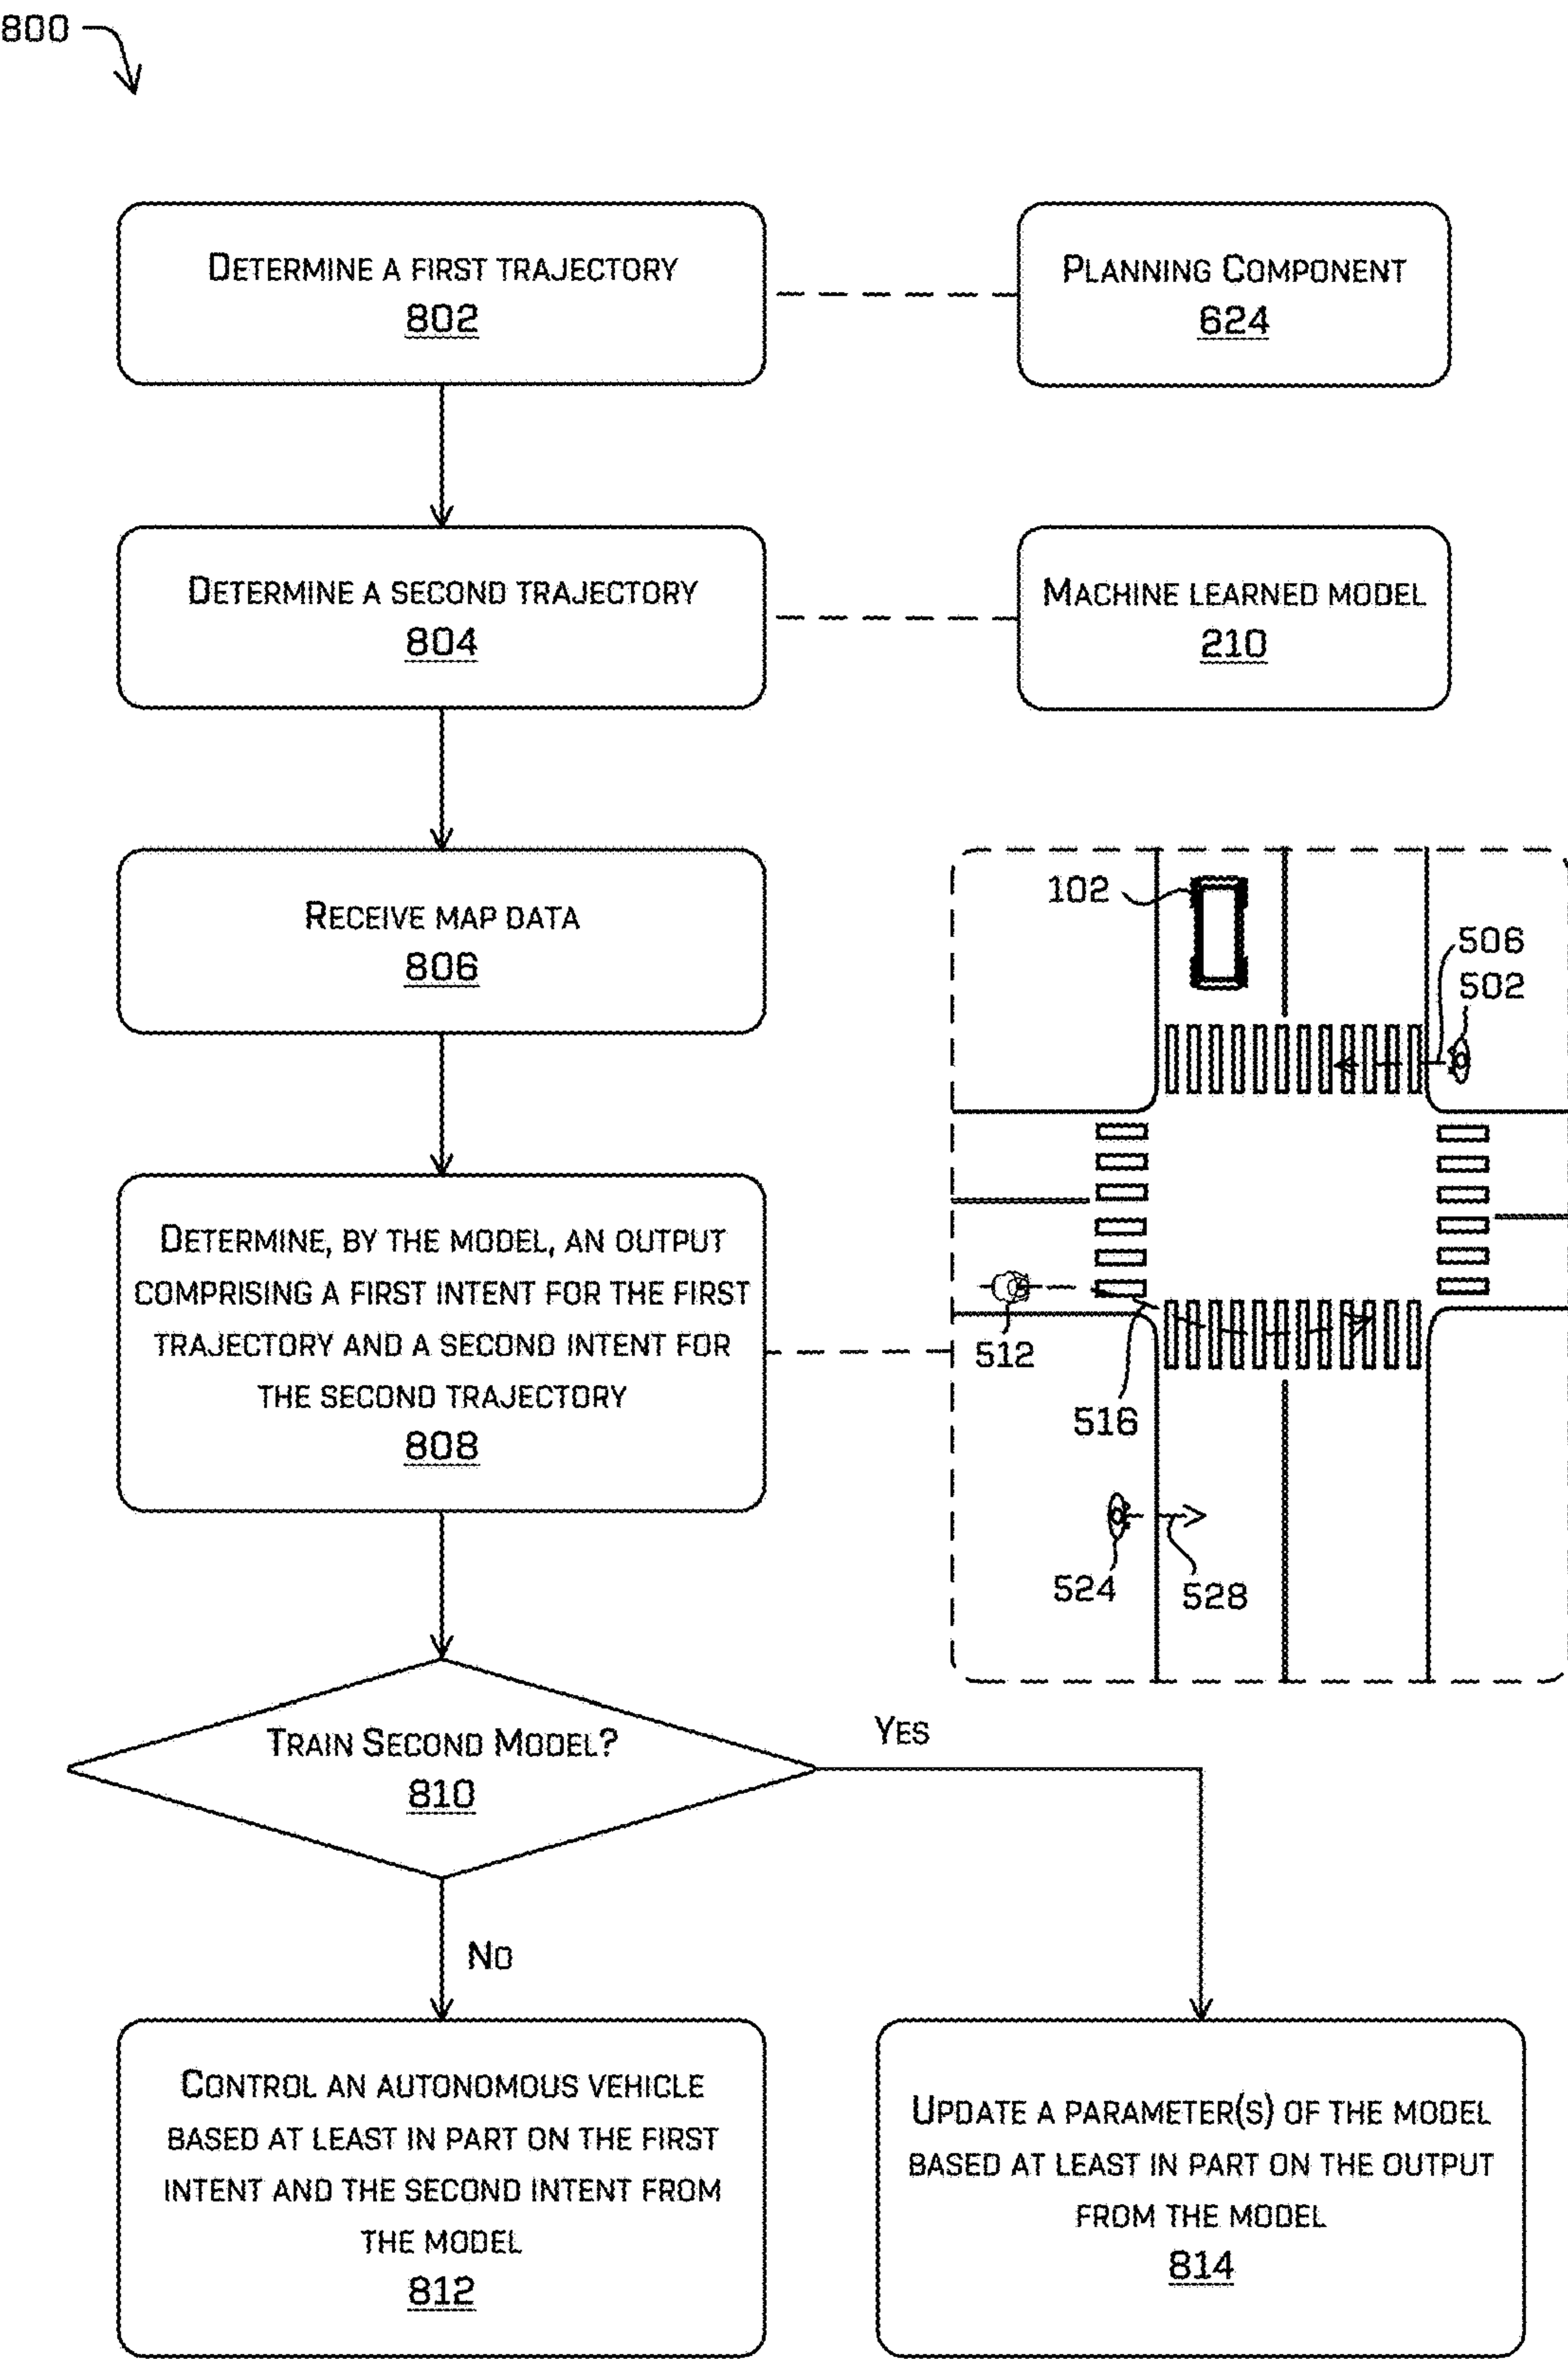 800
DETERMINE A FIRST TRAJECTORY
802
PLANNING COMPONENT
624
DETERMINE A SECOND TRAJECTORY
804
MACHINE LEARNED MODEL
210
RECEIVE MAP DATA
806
102
506
502
512
516
524
528
DETERMINE, BY THE MODEL, AN OUTPUT
COMPRISING A FIRST INTENT FOR THE FIRST
TRAJECTORY AND A SECOND INTENT FOR
THE SECOND TRAJECTORY
808
TRAIN SECOND MODEL?
810
YES
NO
CONTROL AN AUTONOMOUS VEHICLE
BASED AT LEAST IN PART ON THE FIRST
INTENT AND THE SECOND INTENT FROM
THE MODEL
812
UPDATE A PARAMETER(S) OF THE MODEL
BASED AT LEAST IN PART ON THE OUTPUT
FROM THE MODEL
814